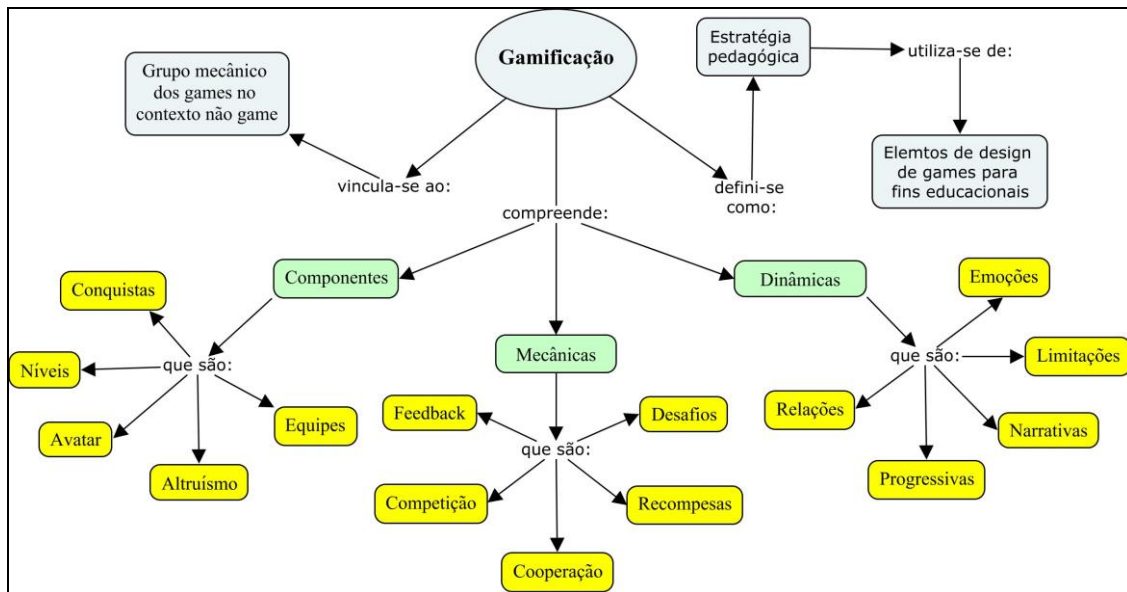 Gamificação
Estratégia
pedagógica
utiliza-se de:
Grupo mecânico
dos games no
contexto não game
Elemtos de design
de games para
fins educacionais
vincula-se ao:
defini-se
como:
compreende:
Componentes
Dinâmicas
Mecânicas
Conquistas
Níveis
que são:
Avatar
Altruísmo
Equipes
Feedback
Desafios
que são:
Competição
Recompesas
Cooperação
Emoções
que são:
Limitações
Relações
Narrativas
Progressivas